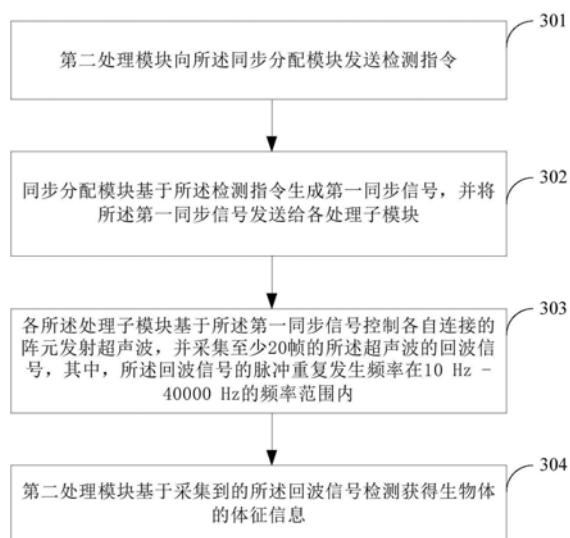 301
第二处理模块向所述同步分配模块发送检测指令
302
同步分配模块基于所述检测指令生成第一同步信号，并将
所述第一同步信号发送给各处理子模块
303
各所述处理子模块基于所述第一同步信号控制各自连接的
阵元发射超声波，并采集至少20帧的所述超声波的回波信
号，其中，所述回波信号的脉冲重复发生频率在10 Hz -
40000 Hz的频率范围内
304
第二处理模块基于采集到的所述回波信号检测获得生物体
的体征信息